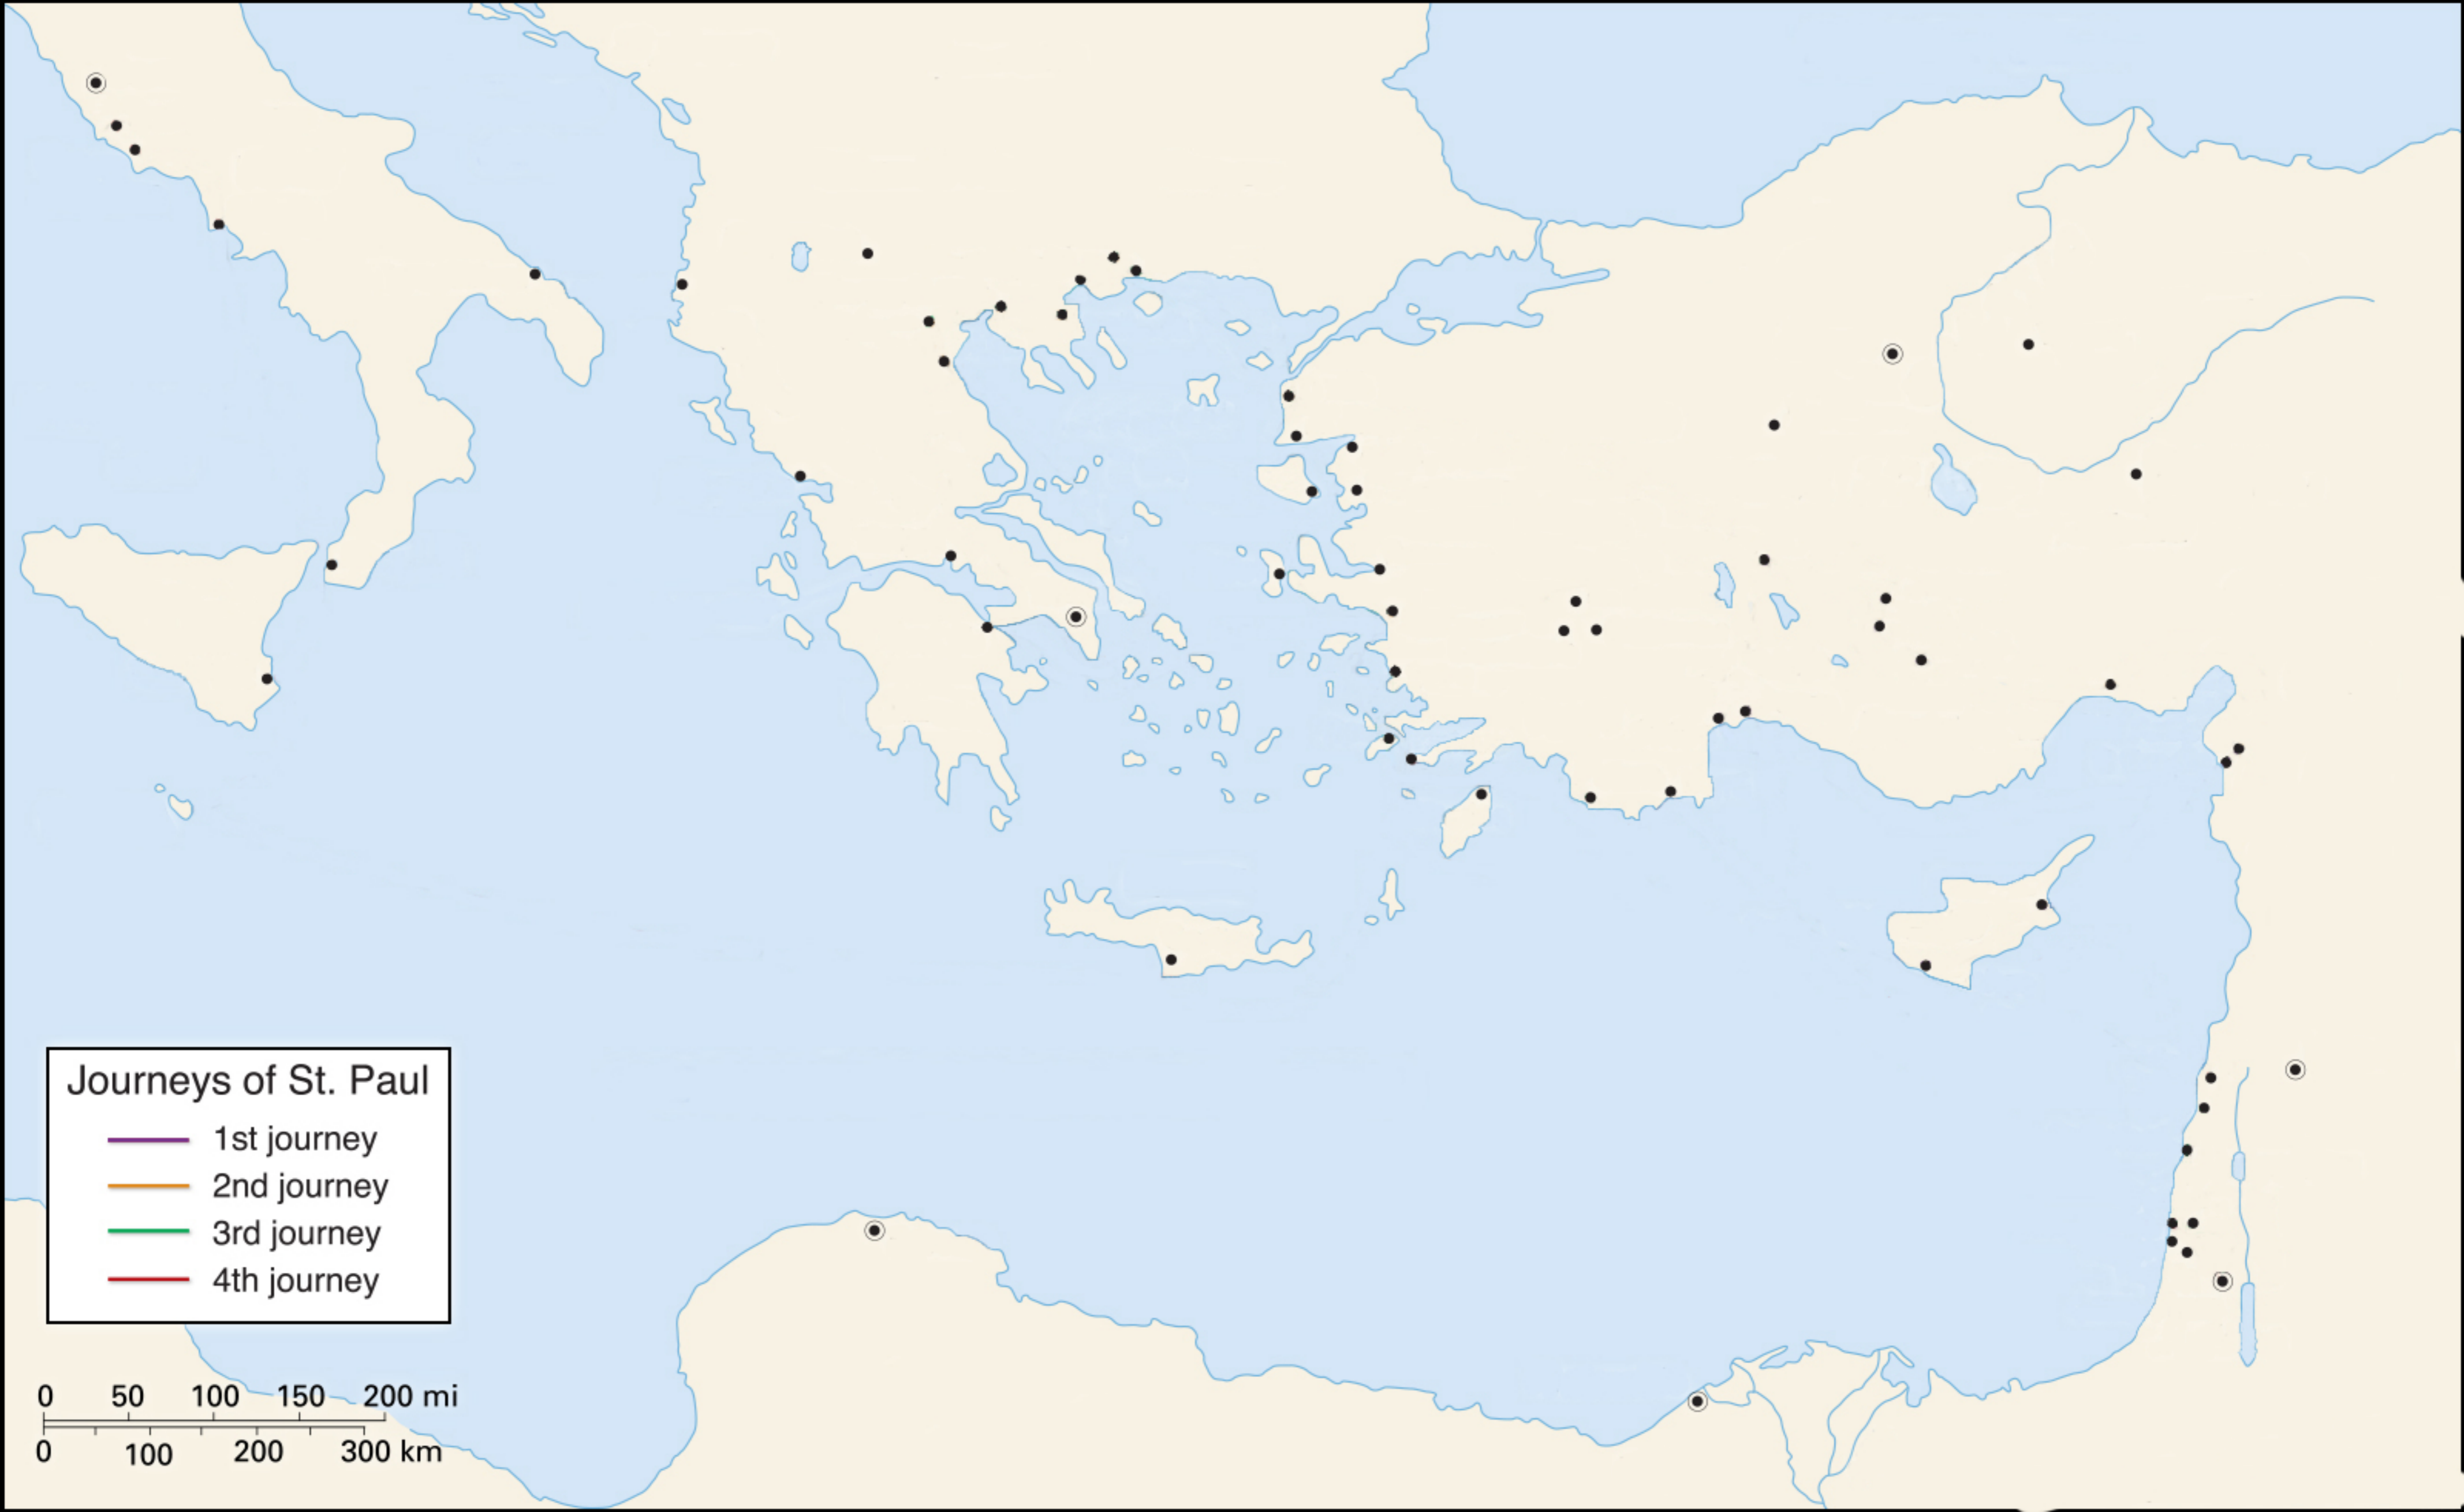 Journeys of St. Paul
1st journey
2nd journey
3rd journey
4th journey
0 50 100 150 200 mi
0 100 200 300 km